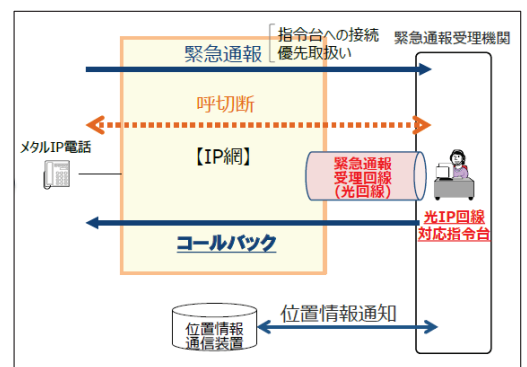 緊急通報
指令台への接続
優先取扱い
緊急通報受理機関
呼切断
メタルIP電話
【IP網】
緊急通報
受理回線
(光回線)
光IP回線
対応指令台
コールバック
位置情報通知
位置情報
通信装置